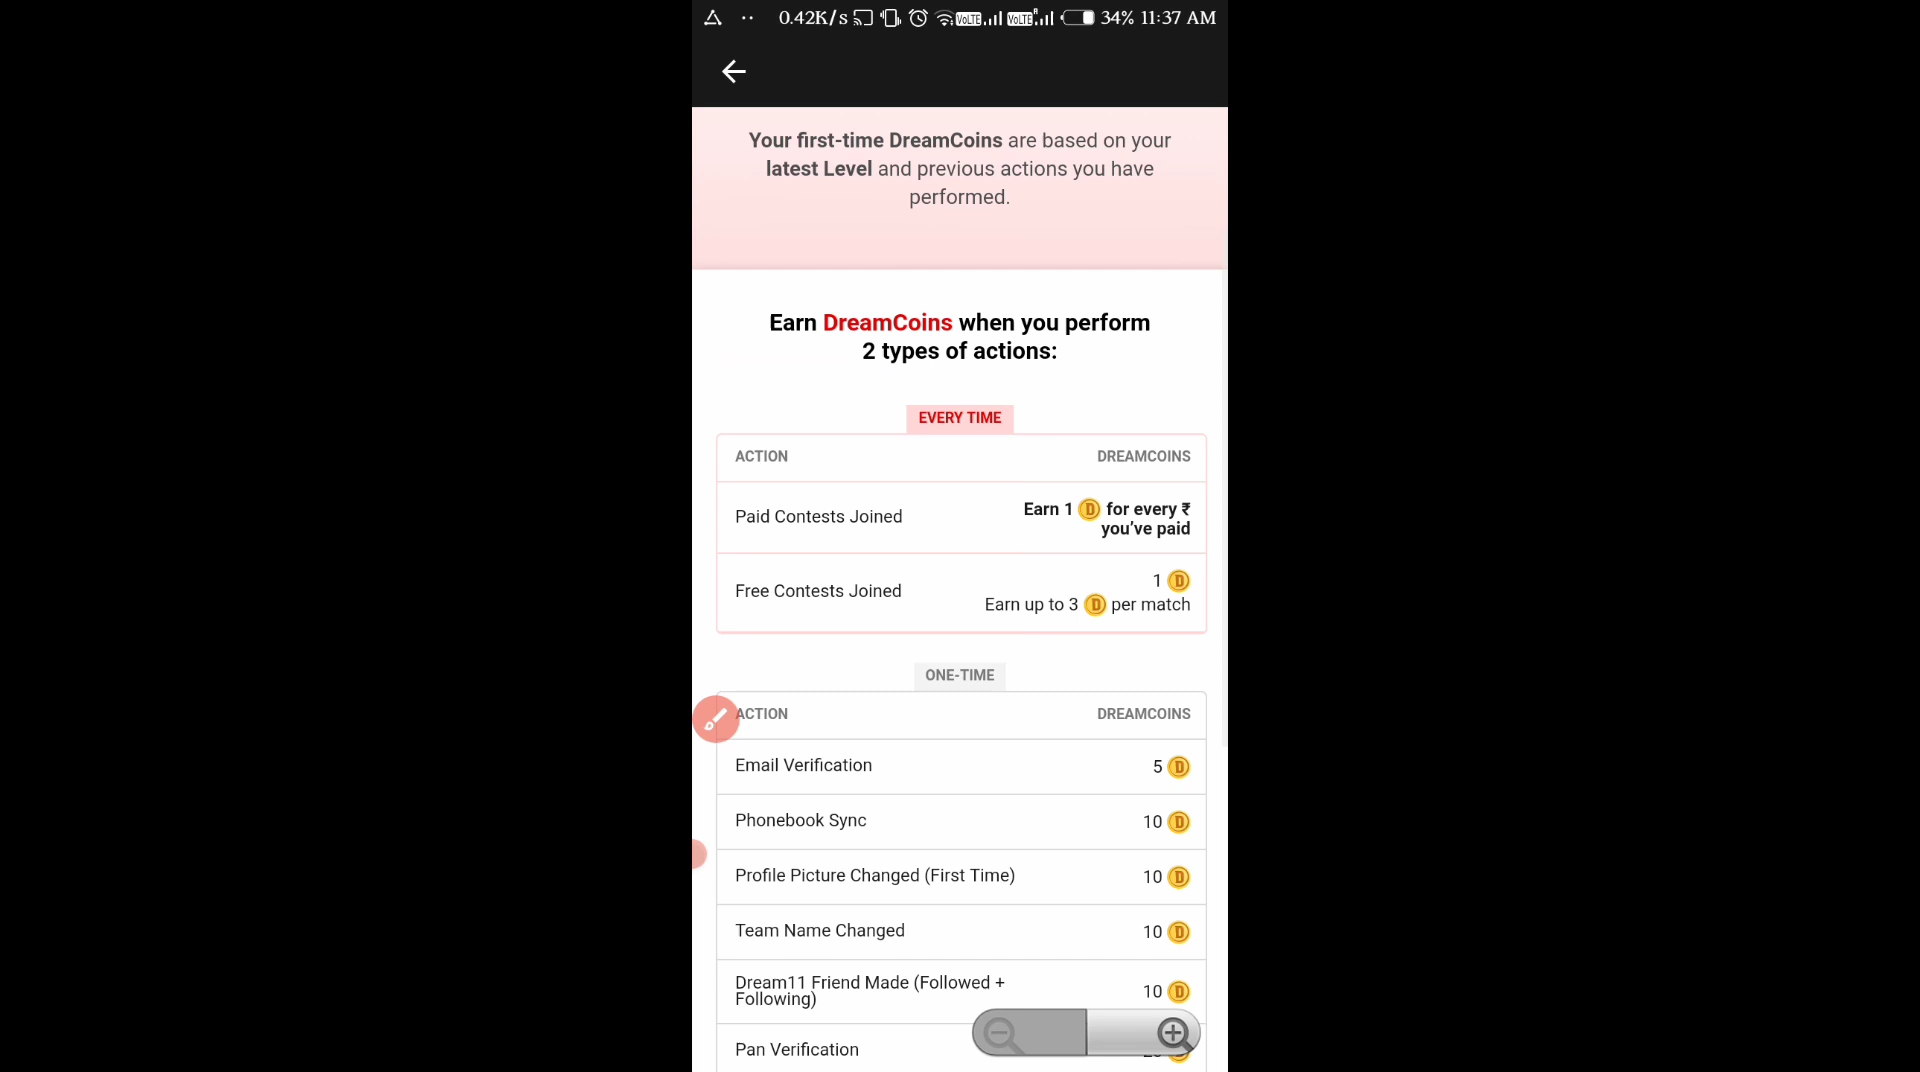 0.42K/s VoLTE VoLTE R 34% 11:37 AM
Your first-time DreamCoins are based on your
latest Level and previous actions you have
performed.
Earn DreamCoins when you perform
2 types of actions:
EVERY TIME
ACTION DREAMCOINS
Paid Contests Joined
Earn 1 D for every ₹
you've paid
Free Contests Joined
1 D
Earn up to 3 D per match
ONE-TIME
ACTION DREAMCOINS
Email Verification 5 D
Phonebook Sync 10 D
Profile Picture Changed (First Time) 10 D
Team Name Changed 10 D
Dream11 Friend Made (Followed +
Following) 10 D
Pan Verification